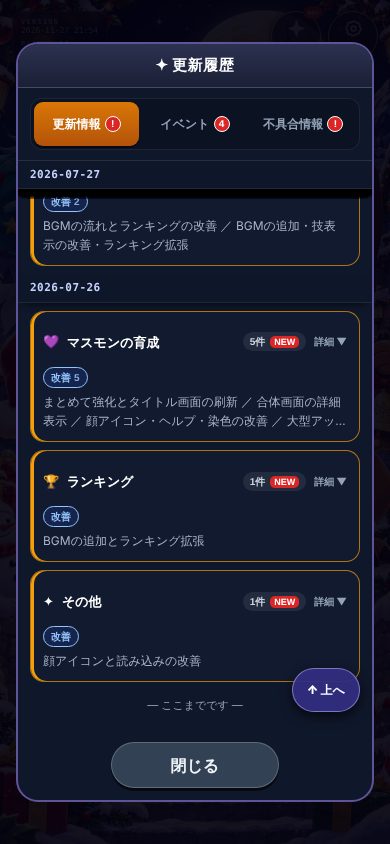 VERSION
2026-07-27 21:54
✦ 更新履歴
更新情報 !
イベント 4
不具合情報 !
2026-07-27
改善 2
BGMの流れとランキングの改善 ／ BGMの追加・技表
示の改善・ランキング拡張
2026-07-26
💜 マスモンの育成
5件 NEW 詳細▼
改善 5
まとめて強化とタイトル画面の刷新 ／ 合体画面の詳細
表示 ／ 顔アイコン・ヘルプ・染色の改善 ／ 大型アッ…
🏆 ランキング
1件 NEW 詳細▼
改善
BGMの追加とランキング拡張
✦ その他
1件 NEW 詳細▼
改善
顔アイコンと読み込みの改善
↑ 上へ
— ここまでです —
閉じる